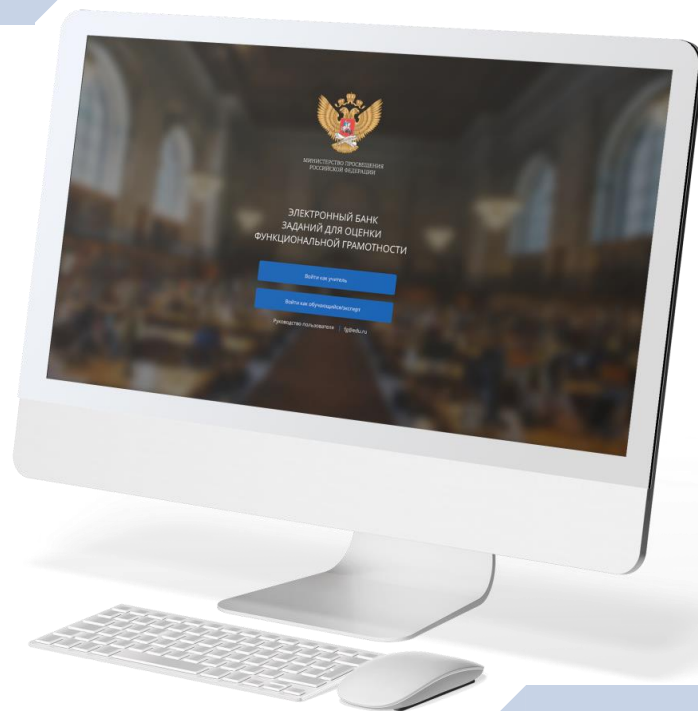 МИНИСТЕРСТВО ПРОСВЕЩЕНИЯ
РОССИЙСКОЙ ФЕДЕРАЦИИ
ЭЛЕКТРОННЫЙ БАНК
ЗАДАНИЙ ДЛЯ ОЦЕНКИ
ФУНКЦИОНАЛЬНОЙ ГРАМОТНОСТИ
Войти как учитель
Войти как обучающийся/эксперт
Руководство пользователя | fg@edu.ru